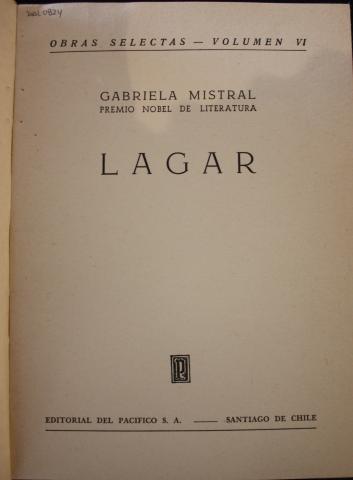 OBRAS SELECTAS — VOLUMEN VI
GABRIELA MISTRAL
PREMIO NOBEL DE LITERATURA
LAGAR
EDITORIAL DEL PACIFICO S. A. — SANTIAGO DE CHILE